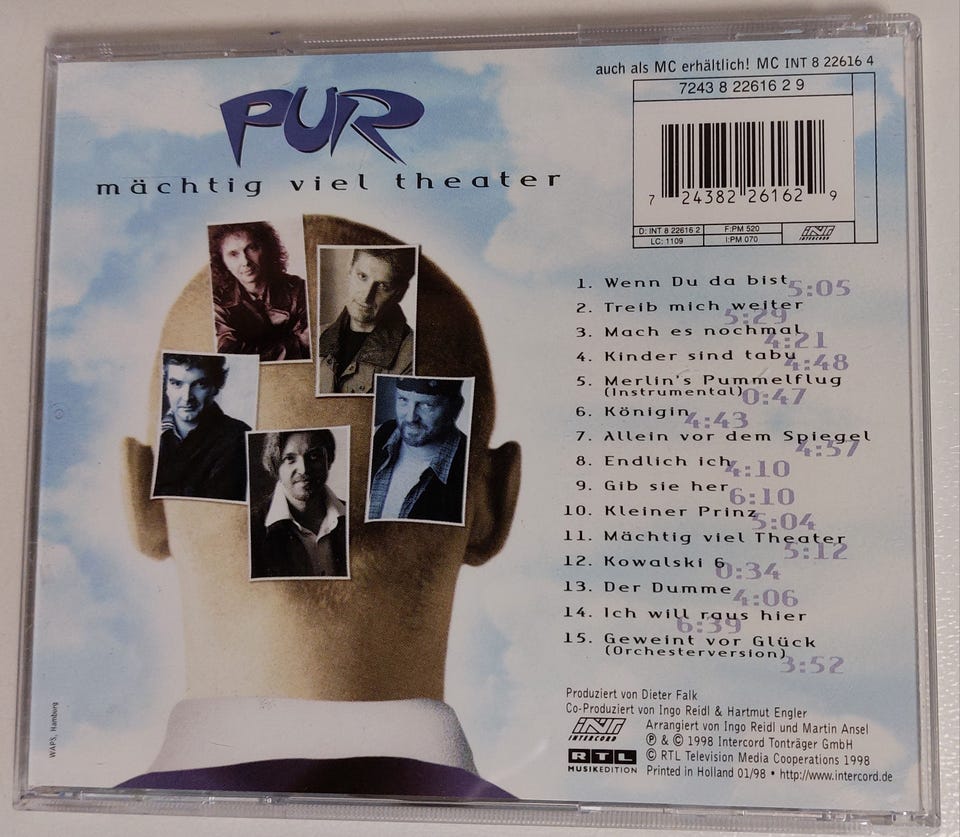 auch als MC erhältlich! MC INT 8 22616 4
7243 8 22616 2 9
7 24382 26162 9
D: INT 8 22616 2 F:PM 520
LC: 1109 I:PM 070 INT INTERCORD
PUR
mächtig viel theater
1. Wenn Du da bist 5:05
2. Treib mich weiter 5:29
3. Mach es nochmal 4:21
4. Kinder sind tabu 4:48
5. Merlin's Pummelflug
(Instrumental) 0:47
6. Königin 4:43
7. Allein vor dem Spiegel 4:37
8. Endlich ich 4:10
9. Gib sie her 6:10
10. Kleiner Prinz 5:04
11. Mächtig viel Theater 5:12
12. Kowalski 6 0:34
13. Der Dumme 4:06
14. Ich will raus hier 6:39
15. Geweint vor Glück
(Orchesterversion) 3:52
Produziert von Dieter Falk
Co-Produziert von Ingo Reidl & Hartmut Engler
Arrangiert von Ingo Reidl und Martin Ansel
INT INTERCORD
℗ & © 1998 Intercord Tonträger GmbH
© RTL Television Media Cooperations 1998
RTL
MUSIKEDITION
Printed in Holland 01/98 • http://www.intercord.de
WAPS, Hamburg